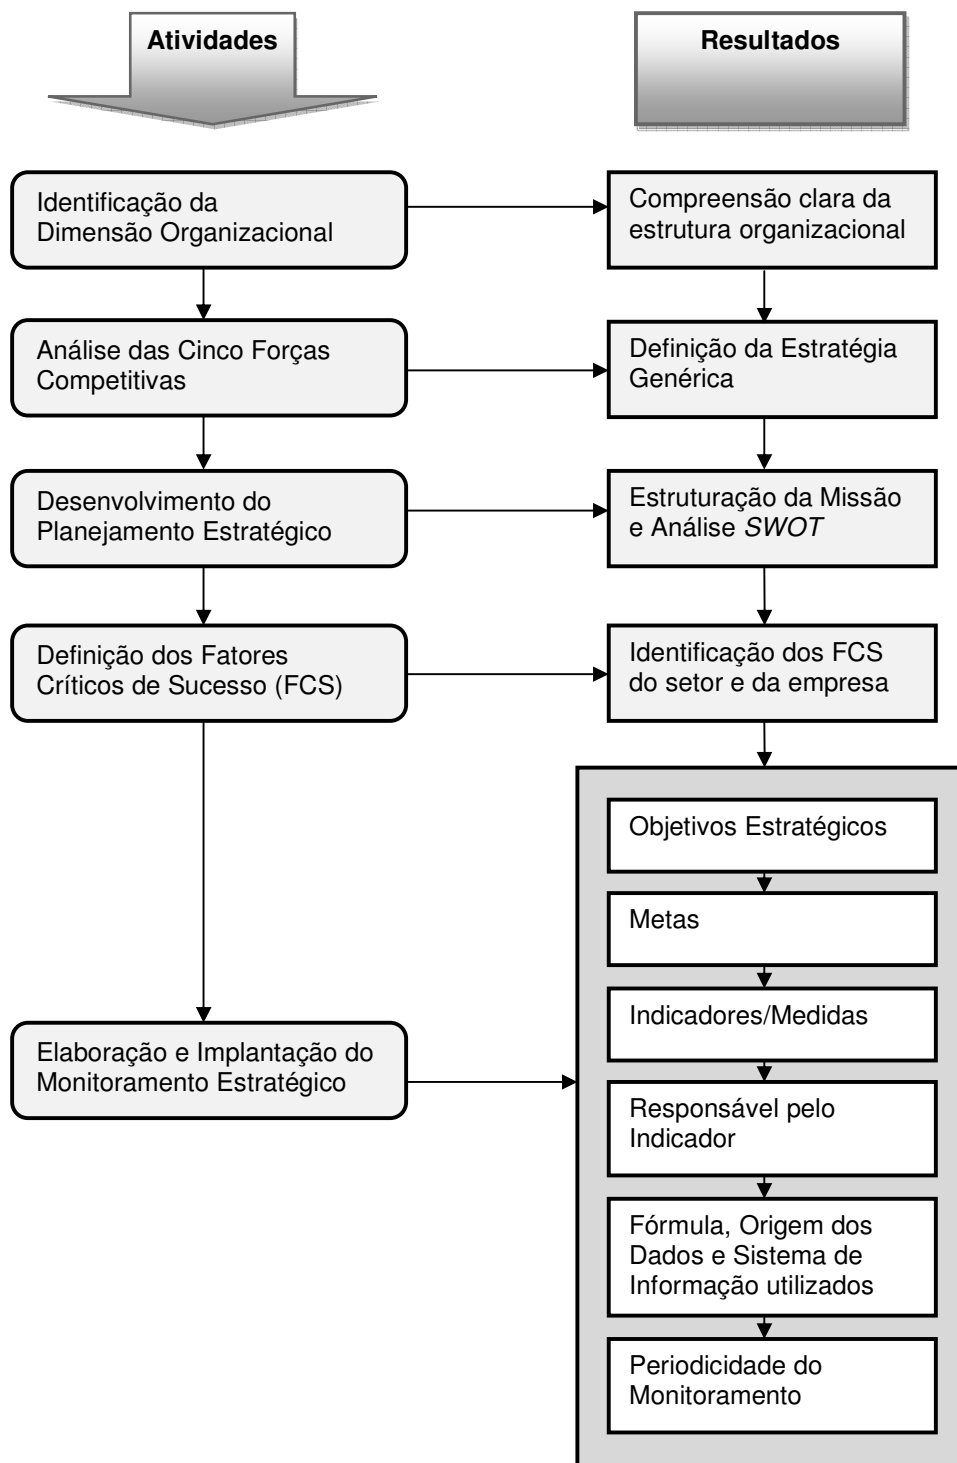 Atividades
Resultados
Identificação da
Dimensão Organizacional
Compreensão clara da
estrutura organizacional
Análise das Cinco Forças
Competitivas
Definição da Estratégia
Genérica
Desenvolvimento do
Planejamento Estratégico
Estruturação da Missão
e Análise SWOT
Definição dos Fatores
Críticos de Sucesso (FCS)
Identificação dos FCS
do setor e da empresa
Objetivos Estratégicos
Metas
Indicadores/Medidas
Elaboração e Implantação do
Monitoramento Estratégico
Responsável pelo
Indicador
Fórmula, Origem dos
Dados e Sistema de
Informação utilizados
Periodicidade do
Monitoramento